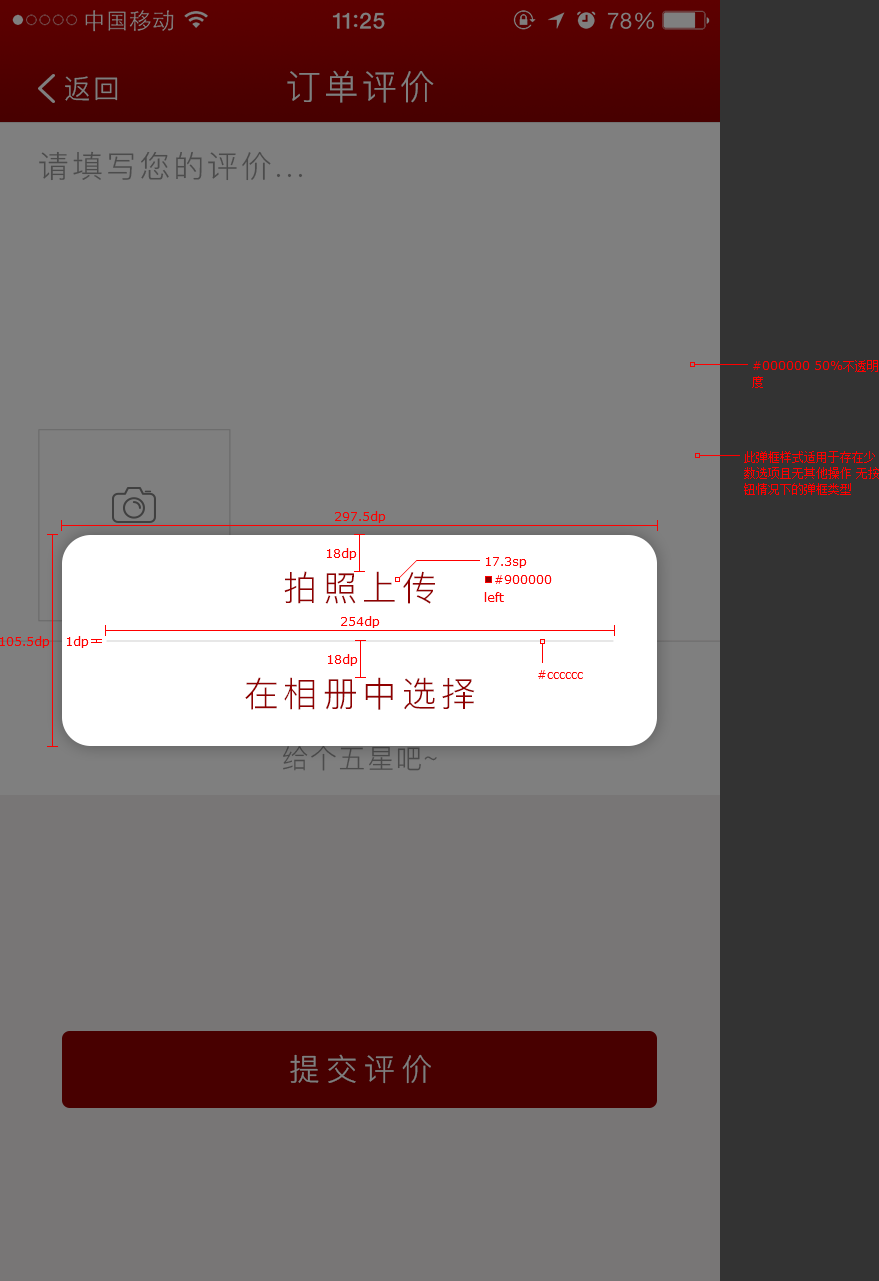 中国移动
11:25
78%
返回
订单评价
请填写您的评价...
#000000 50%不透明
度
此弹框样式适用于存在少
数选项且无其他操作 无按
钮情况下的弹框类型
297.5dp
18dp
17.3sp
#900000
left
拍照上传
254dp
105.5dp
1dp
18dp
#cccccc
在相册中选择
给个五星吧~
提交评价